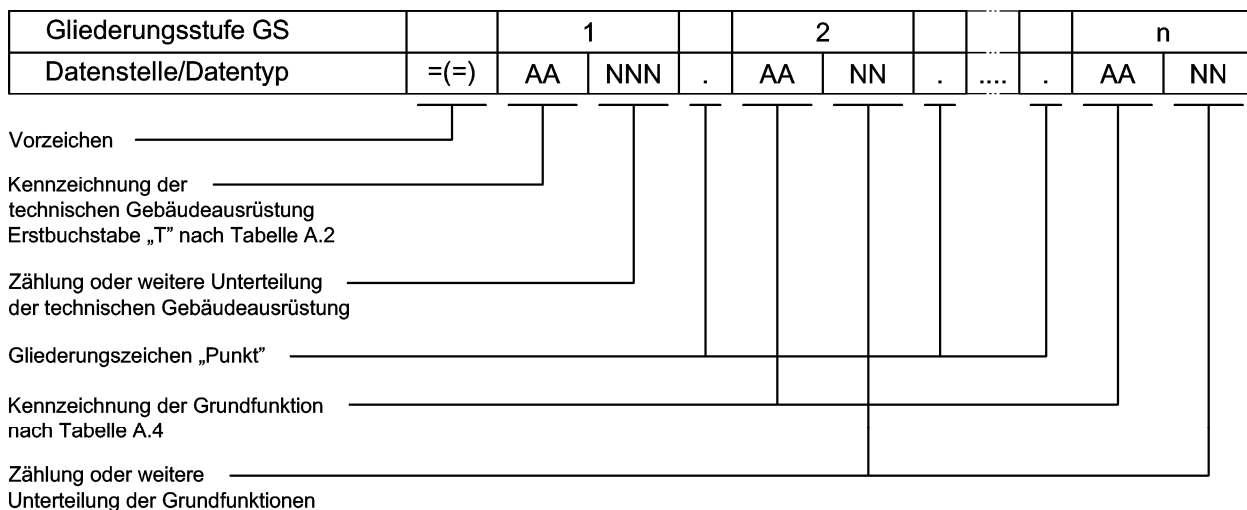 Gliederungsstufe GS 1 2 n
Datenstelle/Datentyp =(=) AA NNN . AA NN . .... . AA NN
Vorzeichen
Kennzeichnung der
technischen Gebäudeausrüstung
Erstbuchstabe „T” nach Tabelle A.2
Zählung oder weitere Unterteilung
der technischen Gebäudeausrüstung
Gliederungszeichen „Punkt”
Kennzeichnung der Grundfunktion
nach Tabelle A.4
Zählung oder weitere
Unterteilung der Grundfunktionen